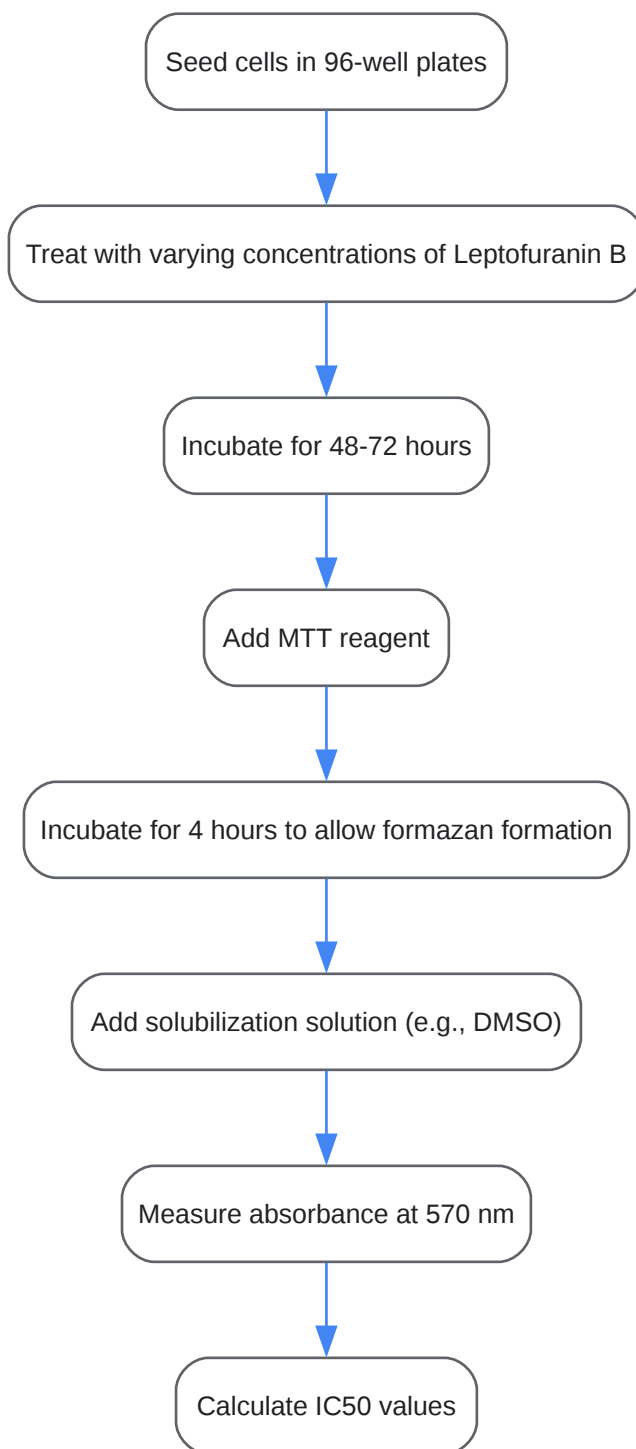 Seed cells in 96-well plates
Treat with varying concentrations of Leptofuranin B
Incubate for 48-72 hours
Add MTT reagent
Incubate for 4 hours to allow formazan formation
Add solubilization solution (e.g., DMSO)
Measure absorbance at 570 nm
Calculate IC50 values